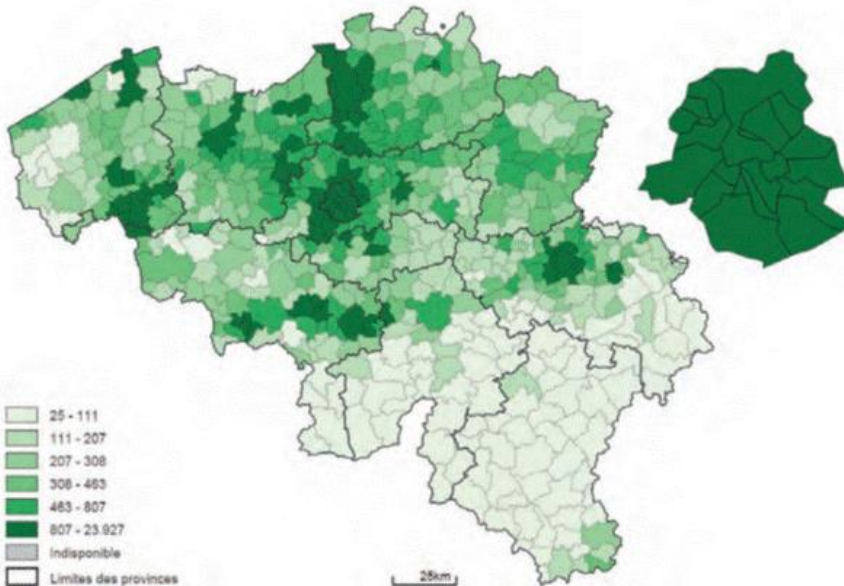 25 - 111
111 - 207
207 - 308
308 - 463
463 - 807
807 - 23.927
Indisponible
Limites des provinces
25km